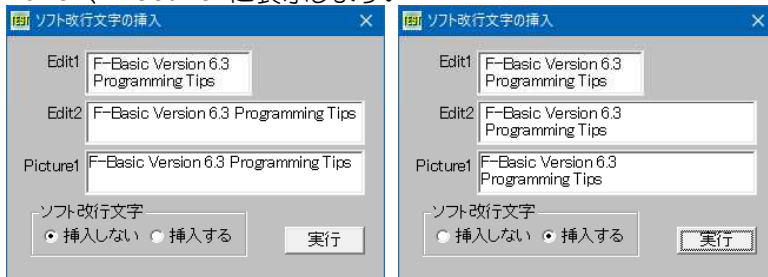 ソフト改行文字の挿入
Edit1 F-Basic Version 6.3
Programming Tips
Edit2 F-Basic Version 6.3 Programming Tips
Picture1 F-Basic Version 6.3 Programming Tips
ソフト改行文字
挿入しない 挿入する
実行
ソフト改行文字の挿入
Edit1 F-Basic Version 6.3
Programming Tips
Edit2 F-Basic Version 6.3
Programming Tips
Picture1 F-Basic Version 6.3
Programming Tips
ソフト改行文字
挿入しない 挿入する
実行